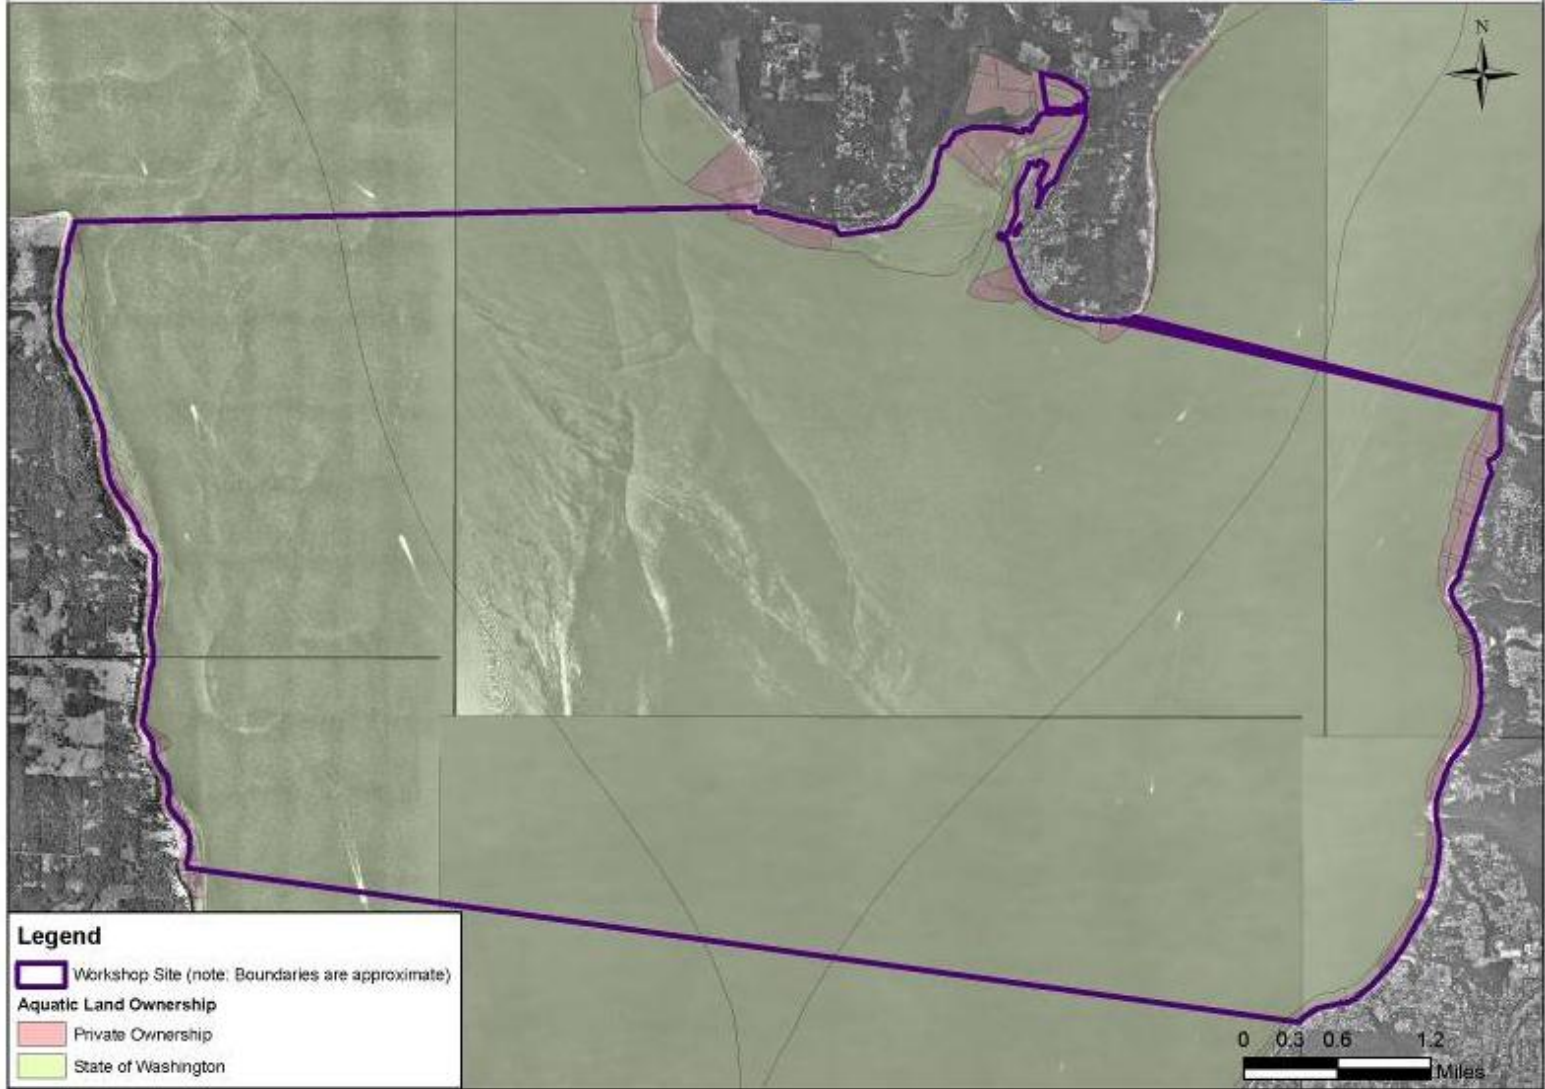 N
Legend
Workshop Site (note: Boundaries are approximate)
Aquatic Land Ownership
Private Ownership
State of Washington
0 0.3 0.6 1.2
Miles